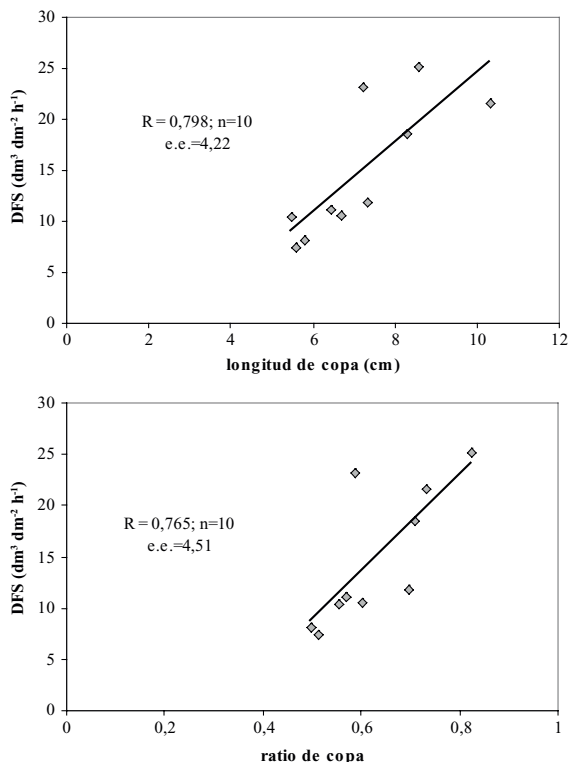 30
25
20
15
10
5
0
DFS (dm³ dm⁻² h⁻¹)
R = 0,798; n=10
e.e.=4,22
0 2 4 6 8 10 12
longitud de copa (cm)
30
25
20
15
10
5
0
DFS (dm³ dm⁻² h⁻¹)
R = 0,765; n=10
e.e.=4,51
0 0,2 0,4 0,6 0,8 1
ratio de copa